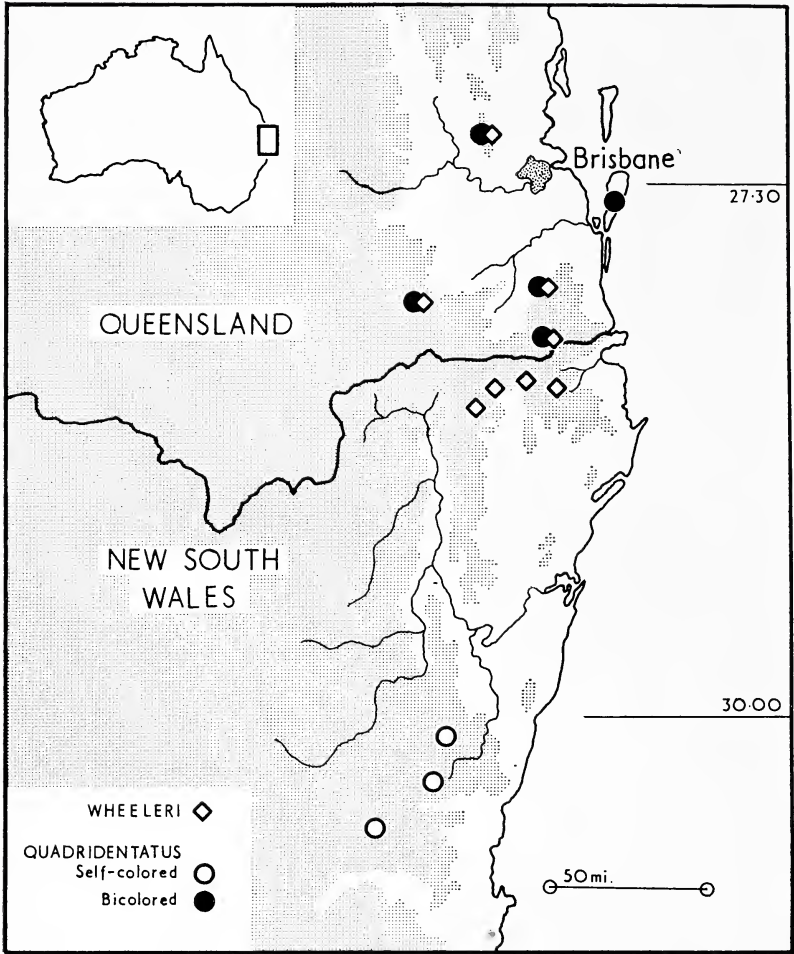 Brisbane
27·30
QUEENSLAND
NEW SOUTH
WALES
30·00
WHEELERI
QUADRIDENTATUS
Self-colored
Bicolored
50 mi.